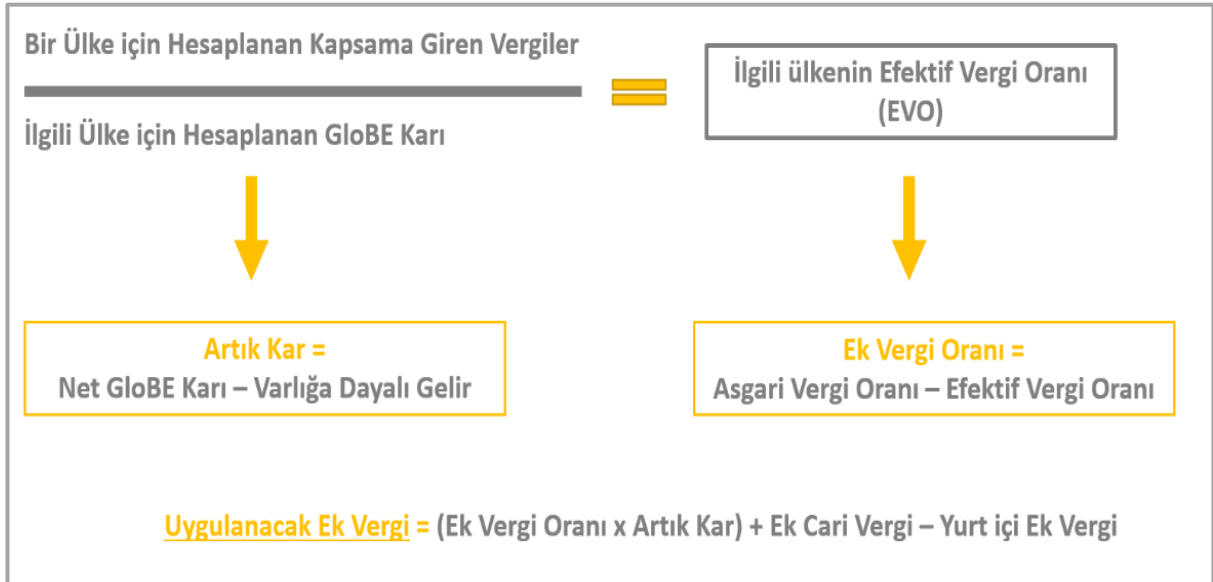 Bir Ülke için Hesaplanan Kapsama Giren Vergiler
İlgili Ülke için Hesaplanan GloBE Karı
İlgili ülkenin Efektif Vergi Oranı
(EVO)
Artık Kar =
Net GloBE Karı – Varlığa Dayalı Gelir
Ek Vergi Oranı =
Asgari Vergi Oranı – Efektif Vergi Oranı
Uygulanacak Ek Vergi = (Ek Vergi Oranı x Artık Kar) + Ek Cari Vergi – Yurt içi Ek Vergi